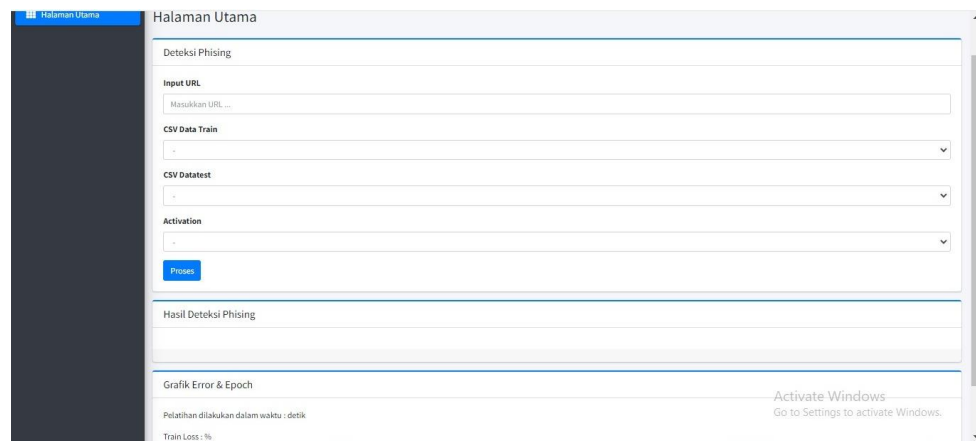 Halaman Utama
Halaman Utama
Deteksi Phising
Input URL
Masukkan URL ...
CSV Data Train
-
CSV Datatest
-
Activation
-
Proses
Hasil Deteksi Phising
Grafik Error & Epoch
Pelatihan dilakukan dalam waktu : detik
Train Loss : %
Activate Windows
Go to Settings to activate Windows.